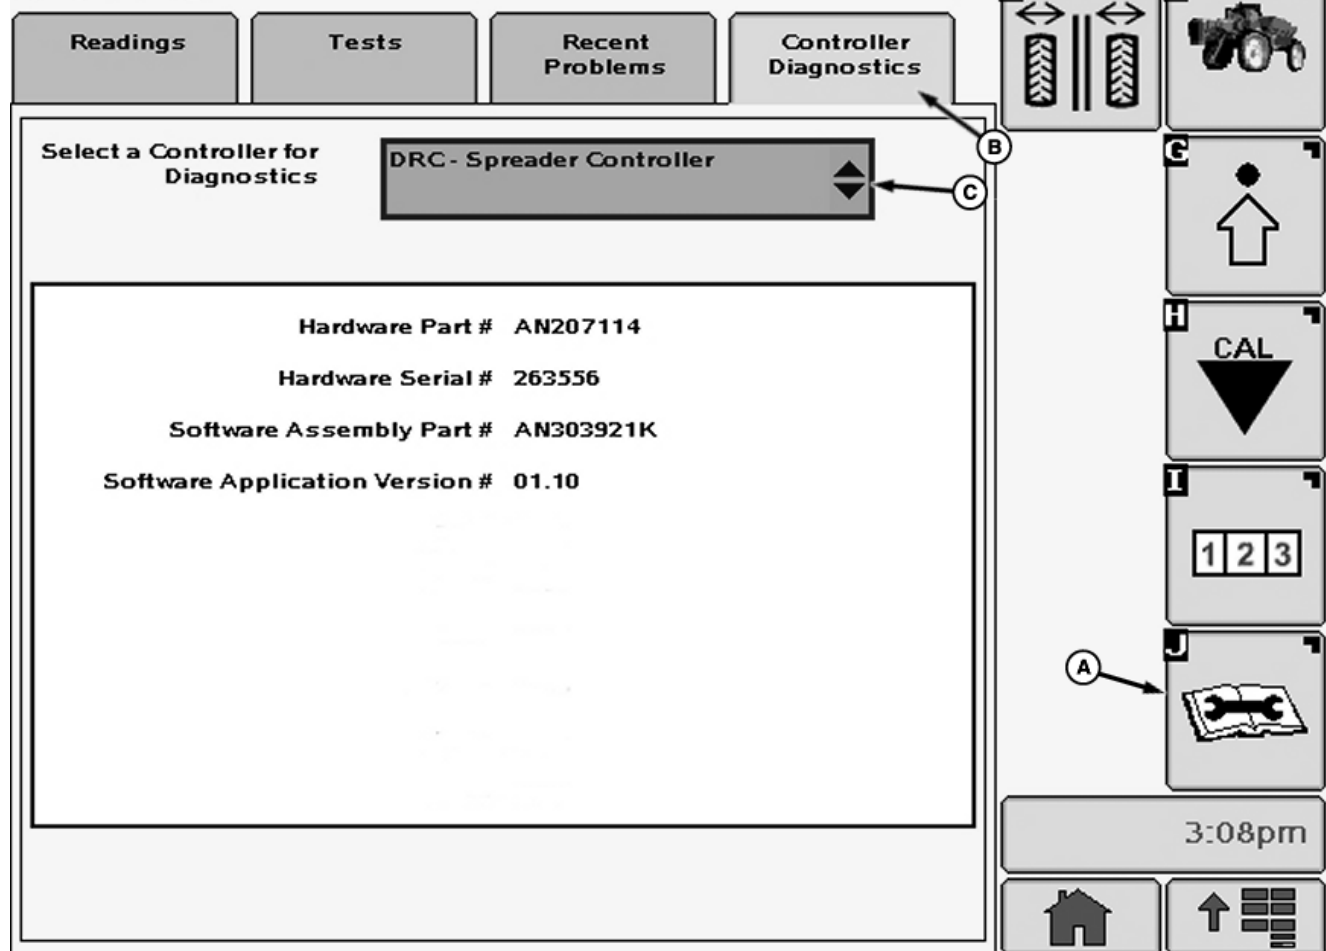 Readings
Tests
Recent
Problems
Controller
Diagnostics
B
Select a Controller for
Diagnostics
DRC - Spreader Controller
C
Hardware Part # AN207114
Hardware Serial # 263556
Software Assembly Part # AN303921K
Software Application Version # 01.10
G
H
CAL
I
1 2 3
J
A
3:08pm